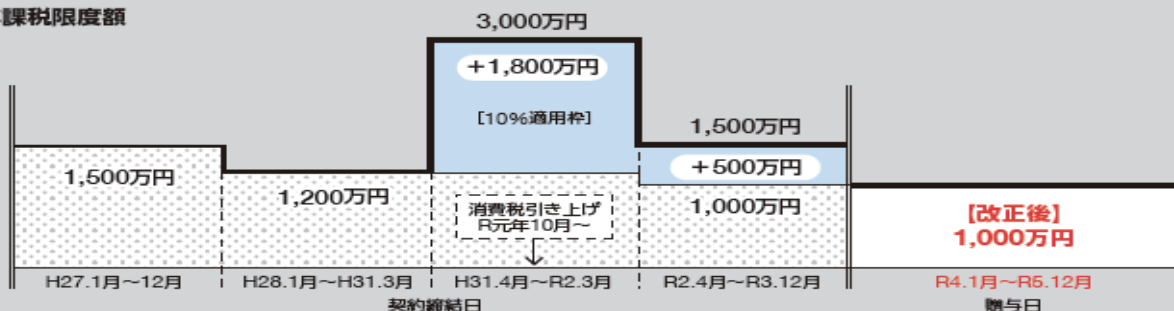 課税限度額
3,000万円
+1,800万円
[10%適用枠]
1,500万円
+500万円
1,500万円
1,200万円
消費税引き上げ
R元年10月~
1,000万円
【改正後】
1,000万円
H27.1月~12月
H28.1月~H31.3月
H31.4月~R2.3月
R2.4月~R3.12月
R4.1月~R5.12月
契約締結日
贈与日